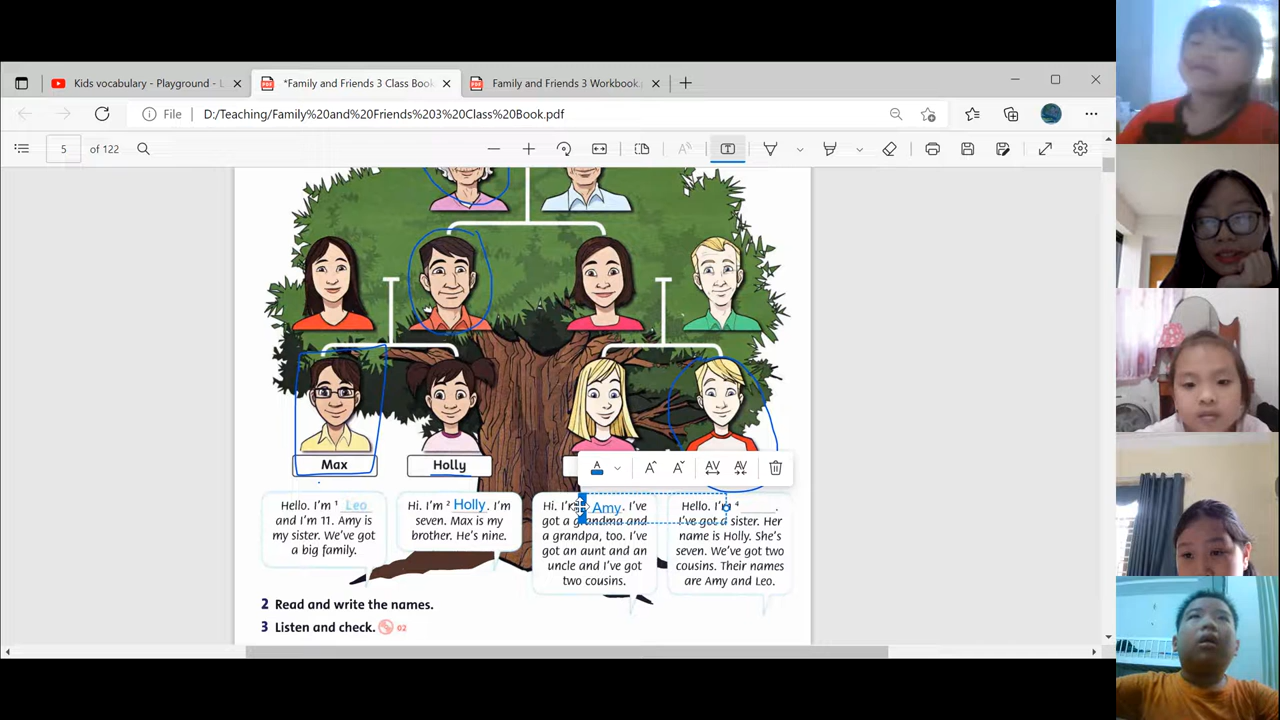 Kids vocabulary - Playground - L
*Family and Friends 3 Class Book
Family and Friends 3 Workbook.
File D:/Teaching/Family%20and%20Friends%203%20Class%20Book.pdf
5 of 122
Max
Holly
Hello. I'm 1 Leo
and I'm 11. Amy is
my sister. We've got
a big family.
Hi. I'm 2 Holly. I'm
seven. Max is my
brother. He's nine.
Hi. I'm Amy. I've
got a grandma and
a grandpa, too. I've
got an aunt and an
uncle and I've got
two cousins.
Hello. I'm 4 _____.
I've got a sister. Her
name is Holly. She's
seven. We've got two
cousins. Their names
are Amy and Leo.
2 Read and write the names.
3 Listen and check. 02